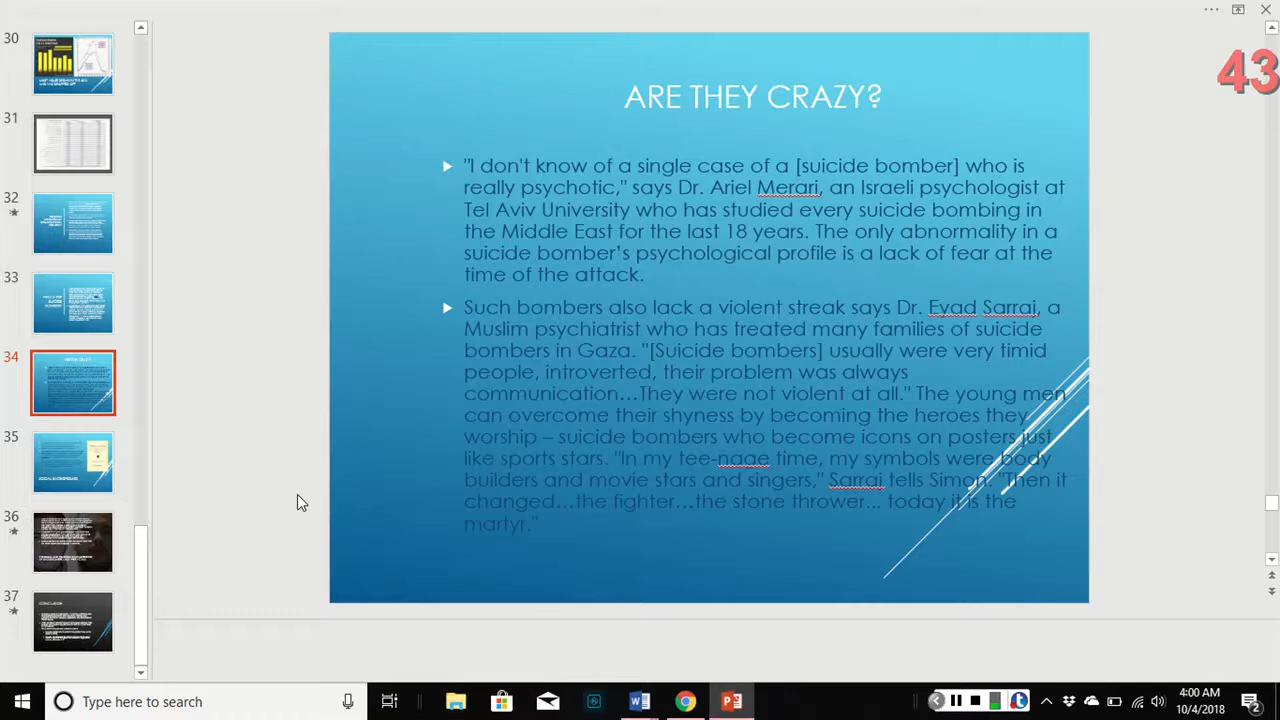 43
30
31
32
33
34
35
36
37
ARE THEY CRAZY?
"I don't know of a single case of a [suicide bomber] who is
really psychotic," says Dr. Ariel Merari, an Israeli psychologist at
Tel Aviv University who has studied every suicide bombing in
the Middle East for the last 18 years. The only abnormality in a
suicide bomber's psychological profile is a lack of fear at the
time of the attack.
Such bombers also lack a violent streak says Dr. Eyam Sarraj, a
Muslim psychiatrist who has treated many families of suicide
bombers in Gaza. "[Suicide bombers] usually were very timid
people, introverted, their problem was always
communication…They were not violent at all." The young men
can overcome their shyness by becoming the heroes they
worship – suicide bombers who become icons on posters just
like sports stars. "In my tee-nage time, my symbols were body
builders and movie stars and singers," Sarraj tells Simon. "Then it
changed…the fighter…the stone thrower… today it is the
martyr."
SOCIAL BACKGROUND
CONCLUSION
Type here to search
4:00 AM
10/4/2018
2